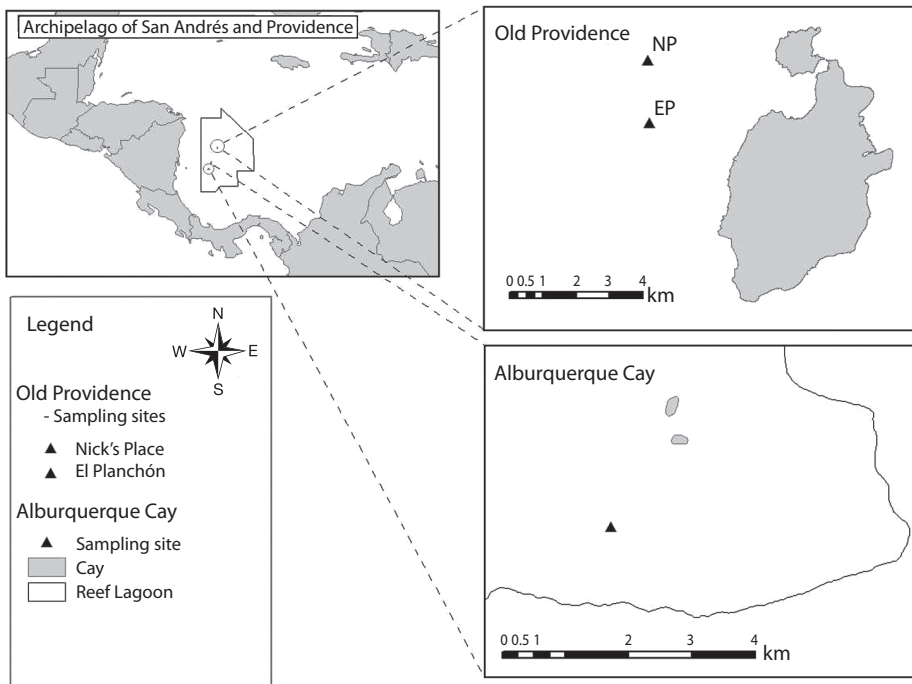 Archipelago of San Andrés and Providence
Old Providence
NP
EP
0 0.5 1 2 3 4
km
Legend
N
W E
S
Old Providence
- Sampling sites
Nick's Place
El Planchón
Alburquerque Cay
Sampling site
Cay
Reef Lagoon
Alburquerque Cay
0 0.5 1 2 3 4
km